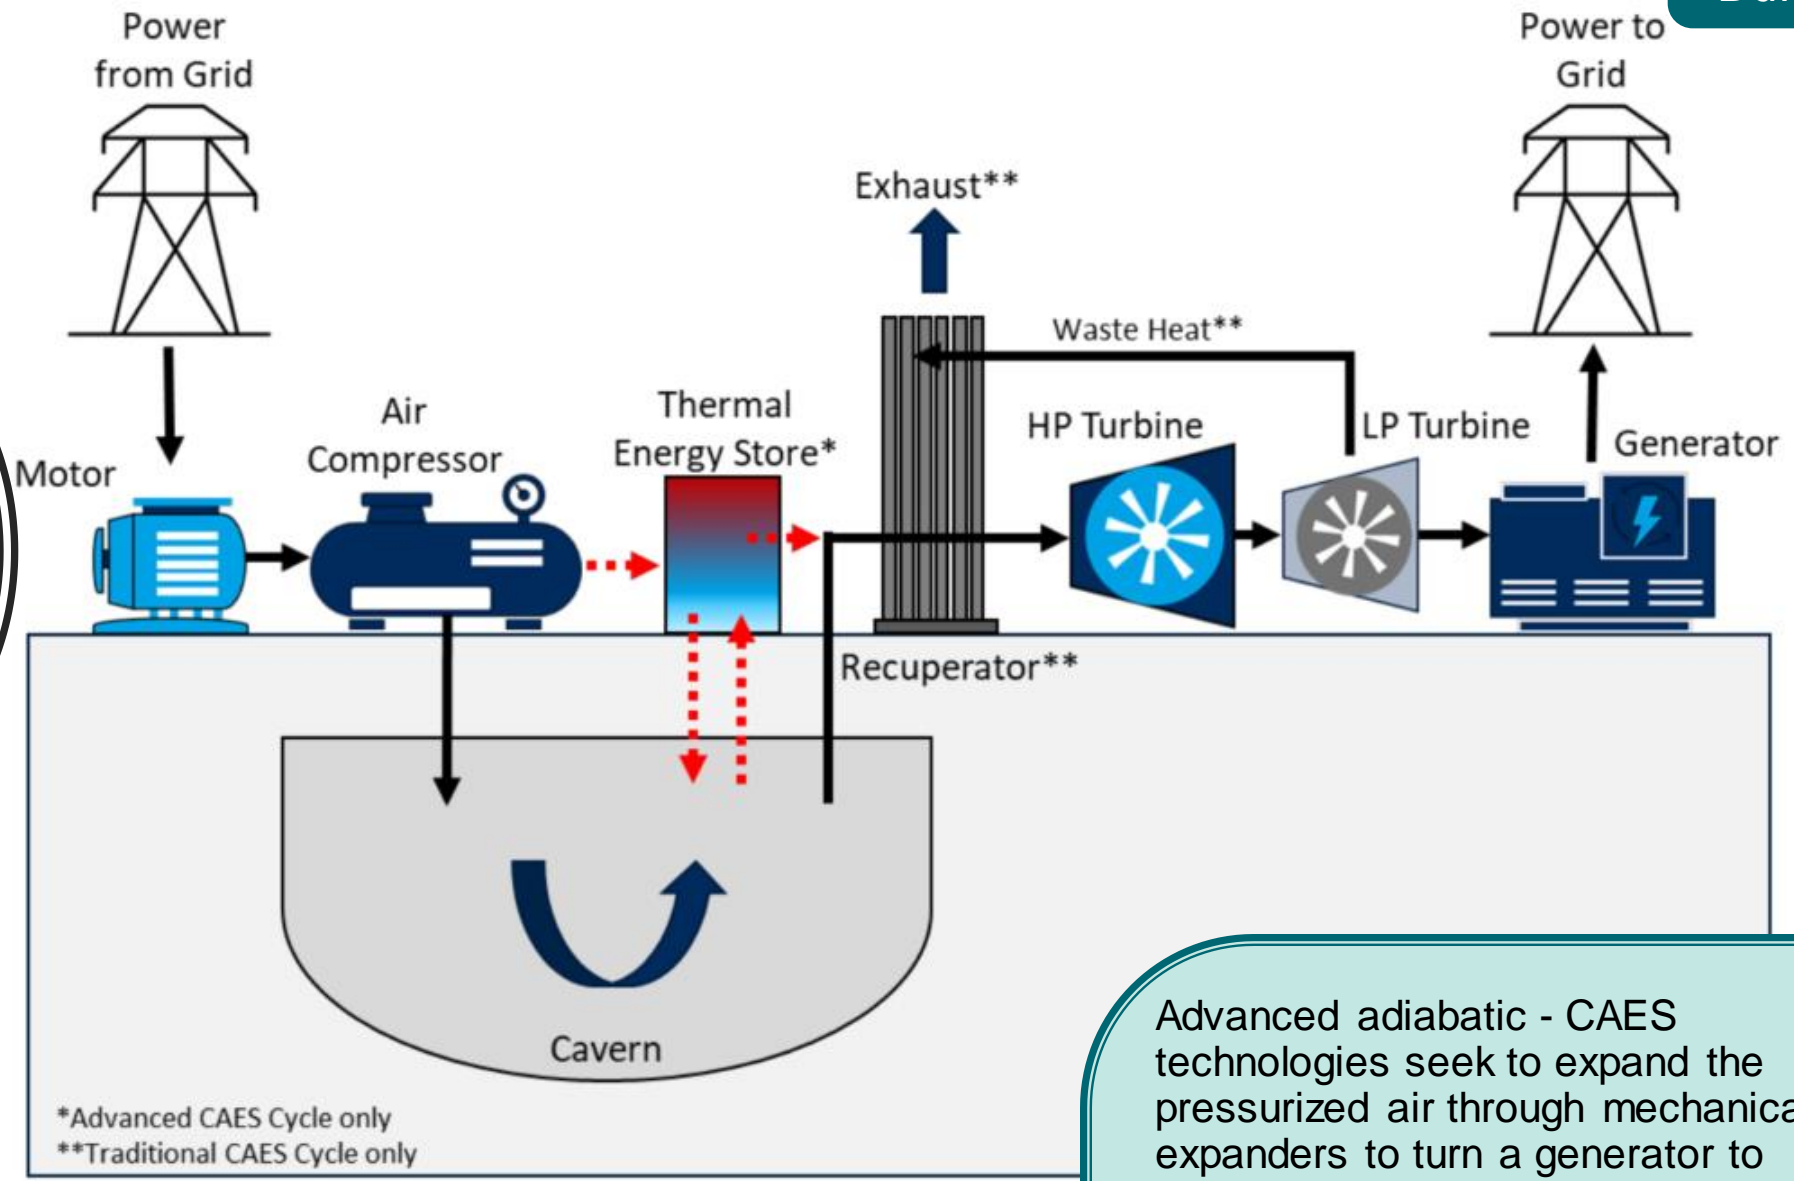 Power
from Grid
Power to
Grid
Exhaust**
Waste Heat**
Air
Compressor
Thermal
Energy Store*
HP Turbine
LP Turbine
Generator
Motor
Recuperator**
Cavern
*Advanced CAES Cycle only
**Traditional CAES Cycle only
Advanced adiabatic - CAES
technologies seek to expand the
pressurized air through
expanders to turn a generator to